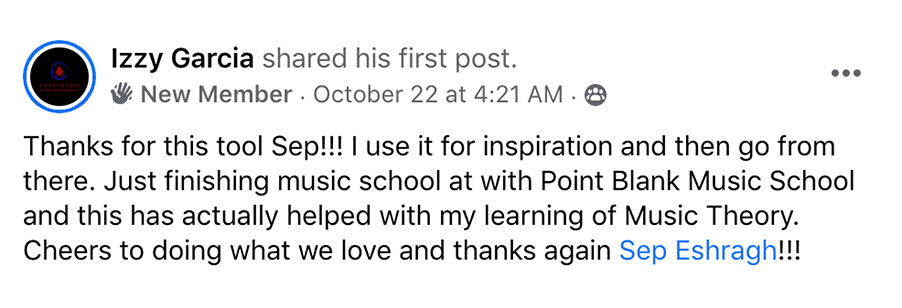 Izzy Garcia shared his first post.
New Member · October 22 at 4:21 AM ·
Thanks for this tool Sep!!! I use it for inspiration and then go from
there. Just finishing music school at with Point Blank Music School
and this has actually helped with my learning of Music Theory.
Cheers to doing what we love and thanks again Sep Eshragh!!!